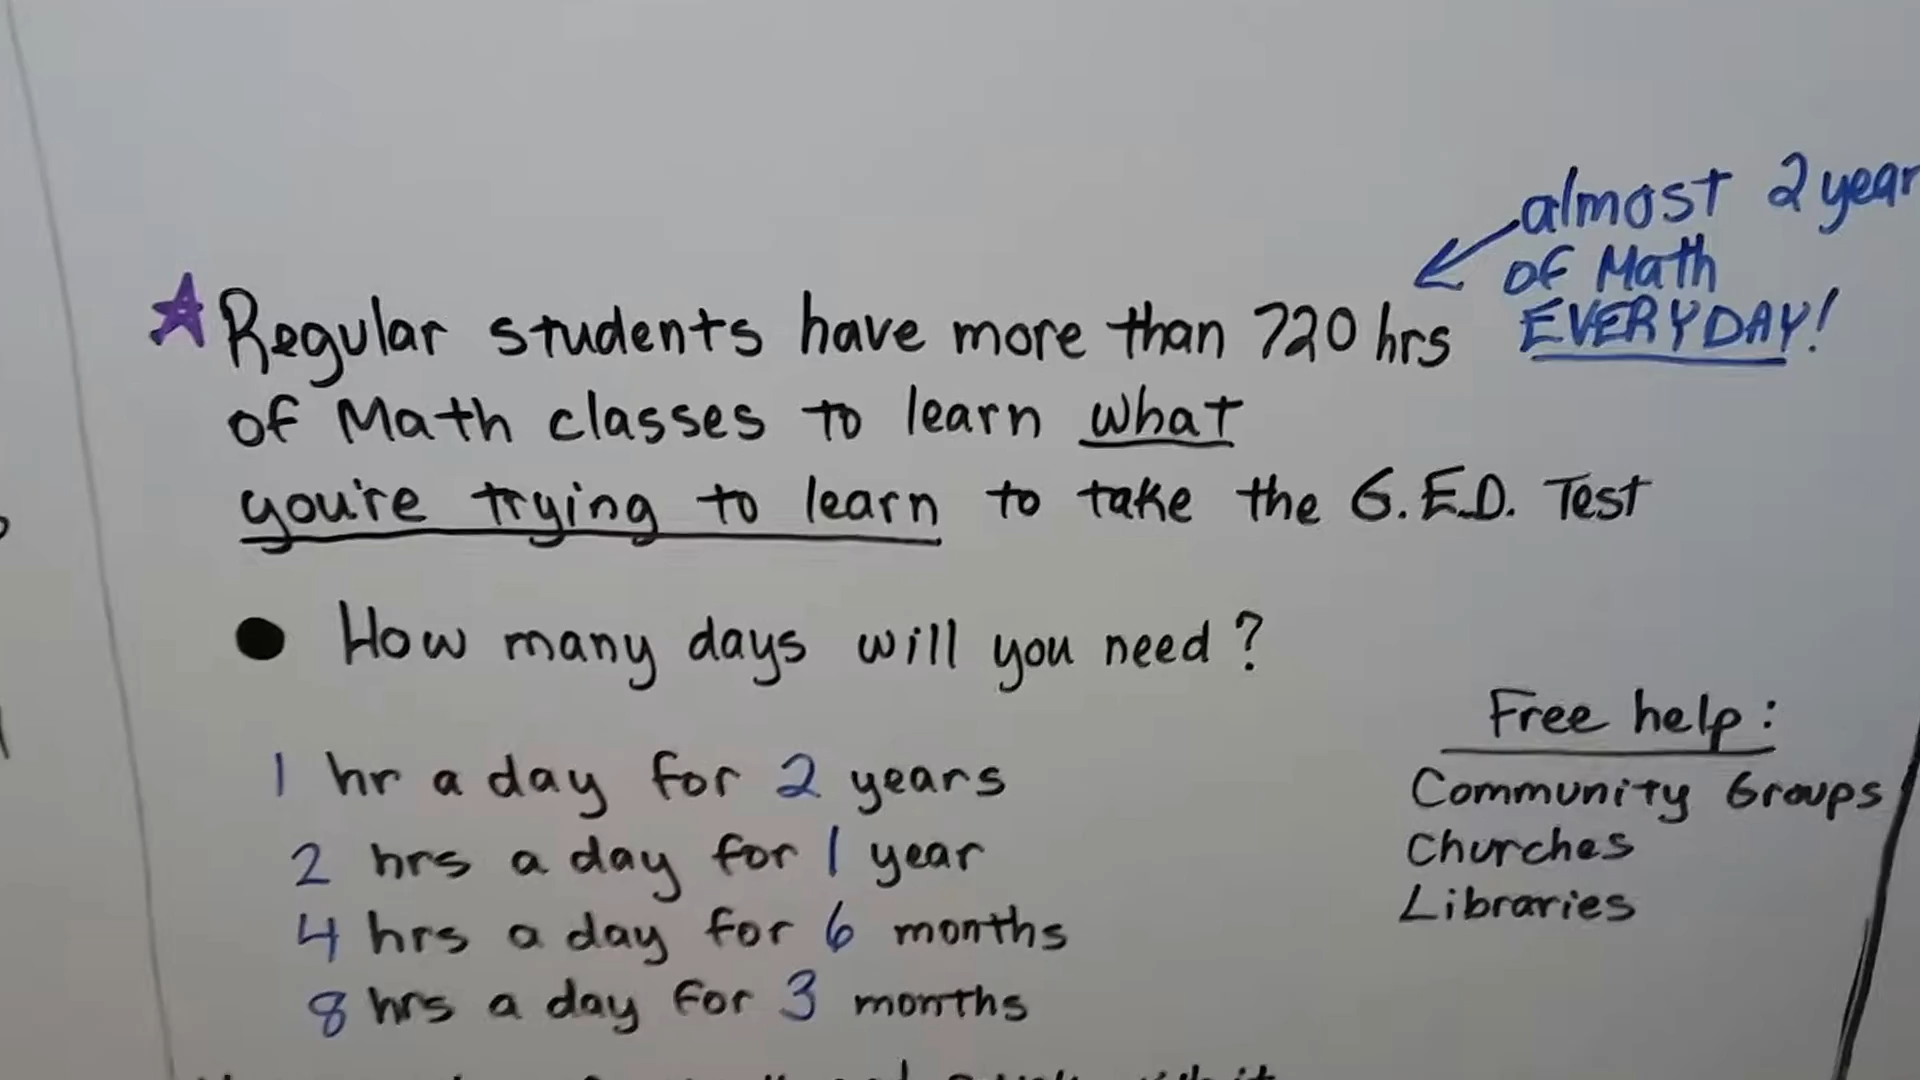 almost 2 year
of Math
EVERYDAY!
Regular students have more than 720 hrs
of Math classes to learn what
you're trying to learn to take the G.E.D. Test
● How many days will you need?
1 hr a day for 2 years
2 hrs a day for 1 year
4 hrs a day for 6 months
8 hrs a day for 3 months
Free help:
Community Groups
Churches
Libraries